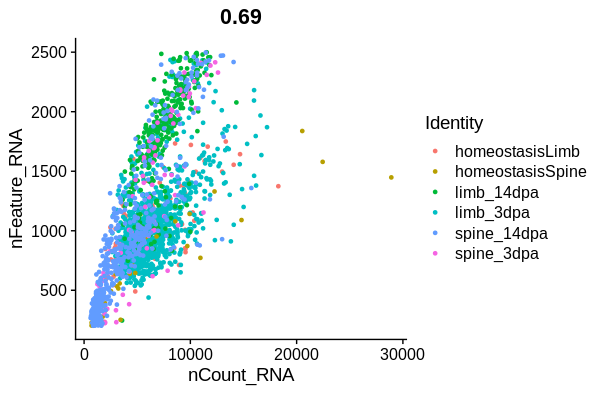 0.69
nFeature_RNA
2500
2000
1500
1000
500
0
10000
20000
30000
nCount_RNA
Identity
homeostasisLimb
homeostasisSpine
limb_14dpa
limb_3dpa
spine_14dpa
spine_3dpa